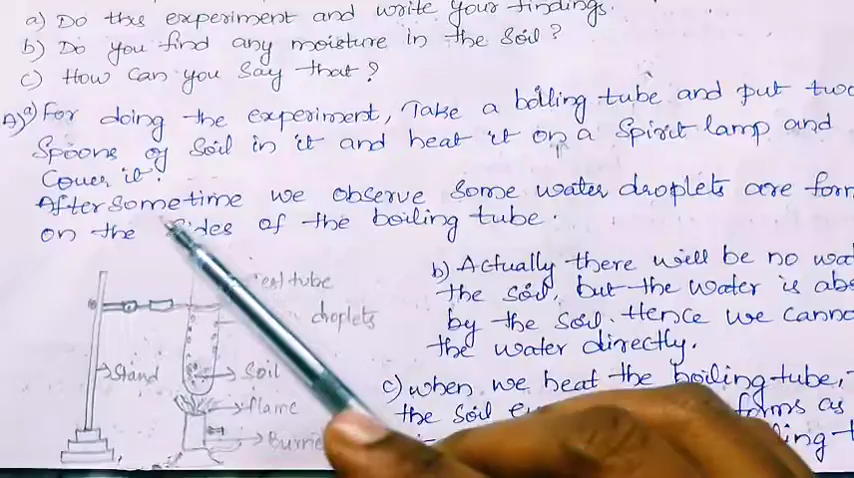 a) Do this experiment and write your findings.
b) Do you find any moisture in the Soil?
c) How can you say that?
A) a) For doing the experiment, Take a boiling tube and put two
Spoons of Soil in it and heat it on a Spirit lamp and
Cover it.
After sometime we observe some water droplets are form
on the sides of the boiling tube.
est tube
droplets
Stand
Soil
flame
Burne
b) Actually there will be no wat
the soil, but the water is abs
by the soil. Hence we canno
the water directly.
c) when we heat the boiling tube,
the soil forms as